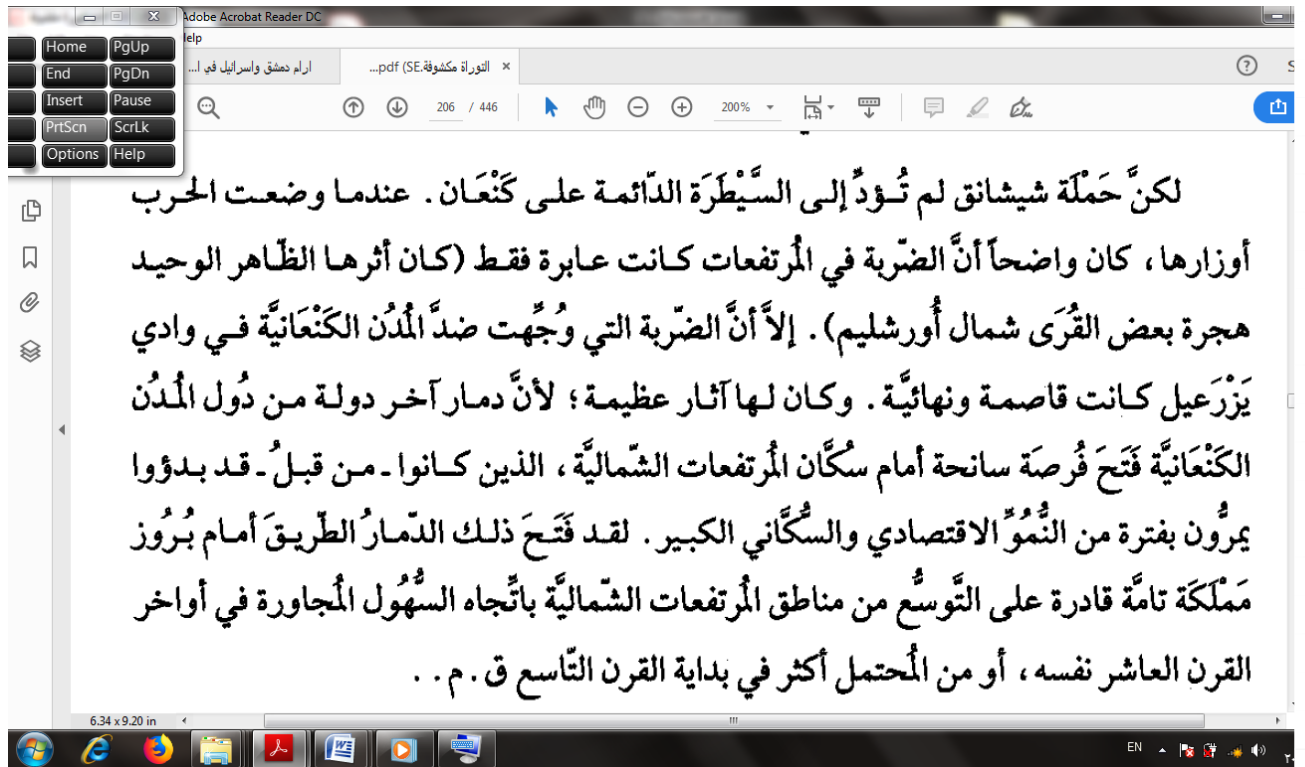 Adobe Acrobat Reader DC
Help
Home PgUp
End PgDn
Insert Pause
PrtScn ScrLk
Options Help
ارام دمشق واسرائيل في ا...
التوراة مكشوفة.pdf (SE...
206 / 446
200%
لكنَّ حَمْلَة شيشانق لم تُـؤدِّ إلى السَّيْطَرَة الدّائمة على كَنْعَان. عندما وضعت الحرب
أوزارها، كان واضحاً أنَّ الضّربة في المُرتفعات كانت عابرة فقط (كان أثرها الظّاهر الوحيد
هجرة بعض القُرَى شمال أُورشليم). إلاَّ أنَّ الضّربة التي وُجِّهت ضدَّ المُدُن الكَنْعَانيَّة في وادي
يَزْرَعيل كانت قاصمة ونهائيَّة. وكان لها آثار عظيمة؛ لأنَّ دمار آخر دولة من دُول المُدُن
الكَنْعَانيَّة فَتَحَ فُرصَة سانحة أمام سُكَّان المُرتفعات الشّماليَّة، الذين كانوا ـ من قبلُ ـ قد بدؤوا
يمرُّون بفترة من النُّمُوِّ الاقتصادي والسُّكَّاني الكبير. لقد فَتَحَ ذلك الدّمارُ الطّريقَ أمام بُرُوز
مَمْلَكَة تامَّة قادرة على التَّوسُّع من مناطق المُرتفعات الشّماليَّة باتِّجاه السُّهُول المُجاورة في أواخر
القرن العاشر نفسه، أو من المُحتمل أكثر في بداية القرن التّاسع ق.م..
6.34 x 9.20 in
EN